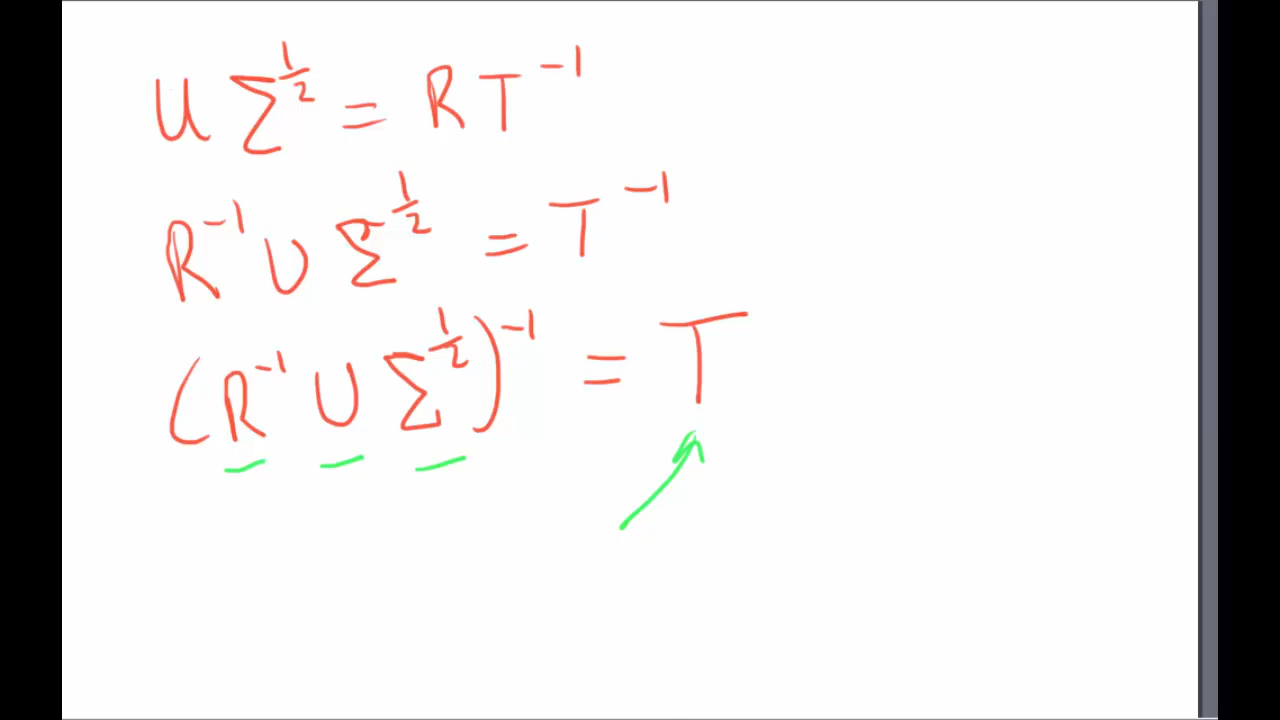 U Σ^{1/2} = R T^{-1}
R^{-1} U Σ^{1/2} = T^{-1}
(R^{-1} U Σ^{1/2})^{-1} = T